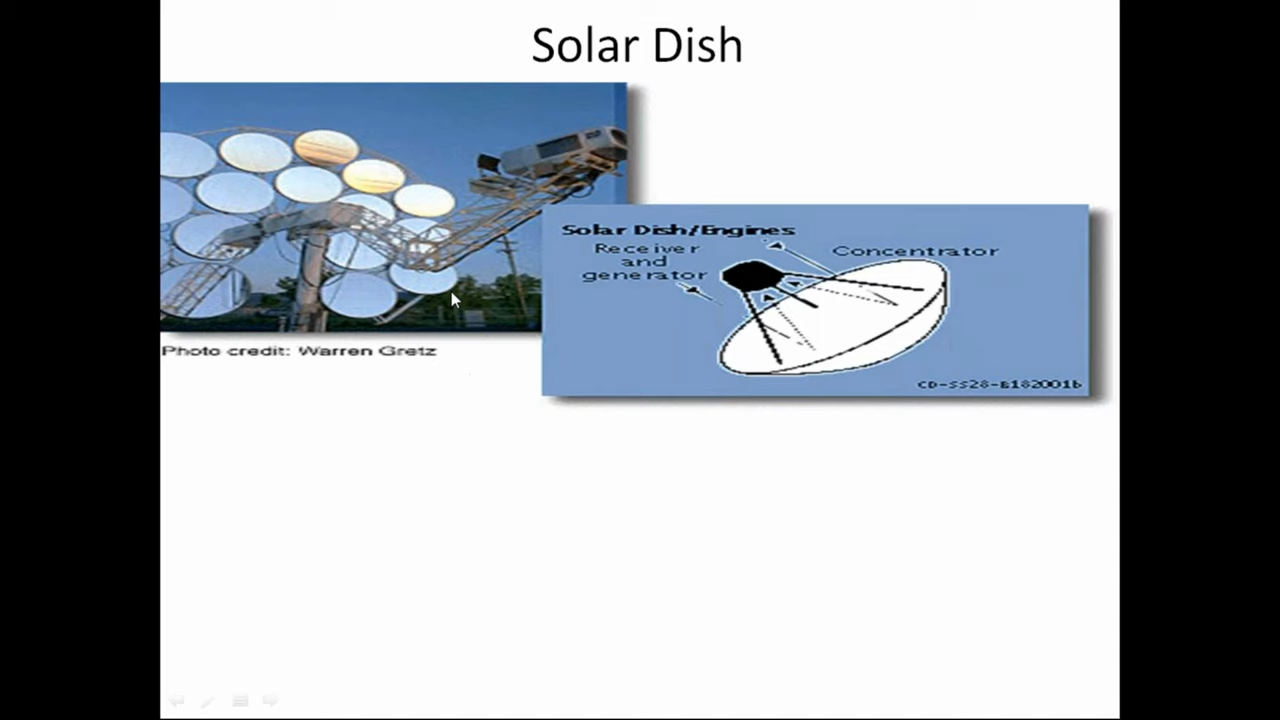 Solar Dish
Solar Dish/Engines
Receiver
and
generator
Concentrator
CD-SS28-B182001b
Photo credit: Warren Gretz